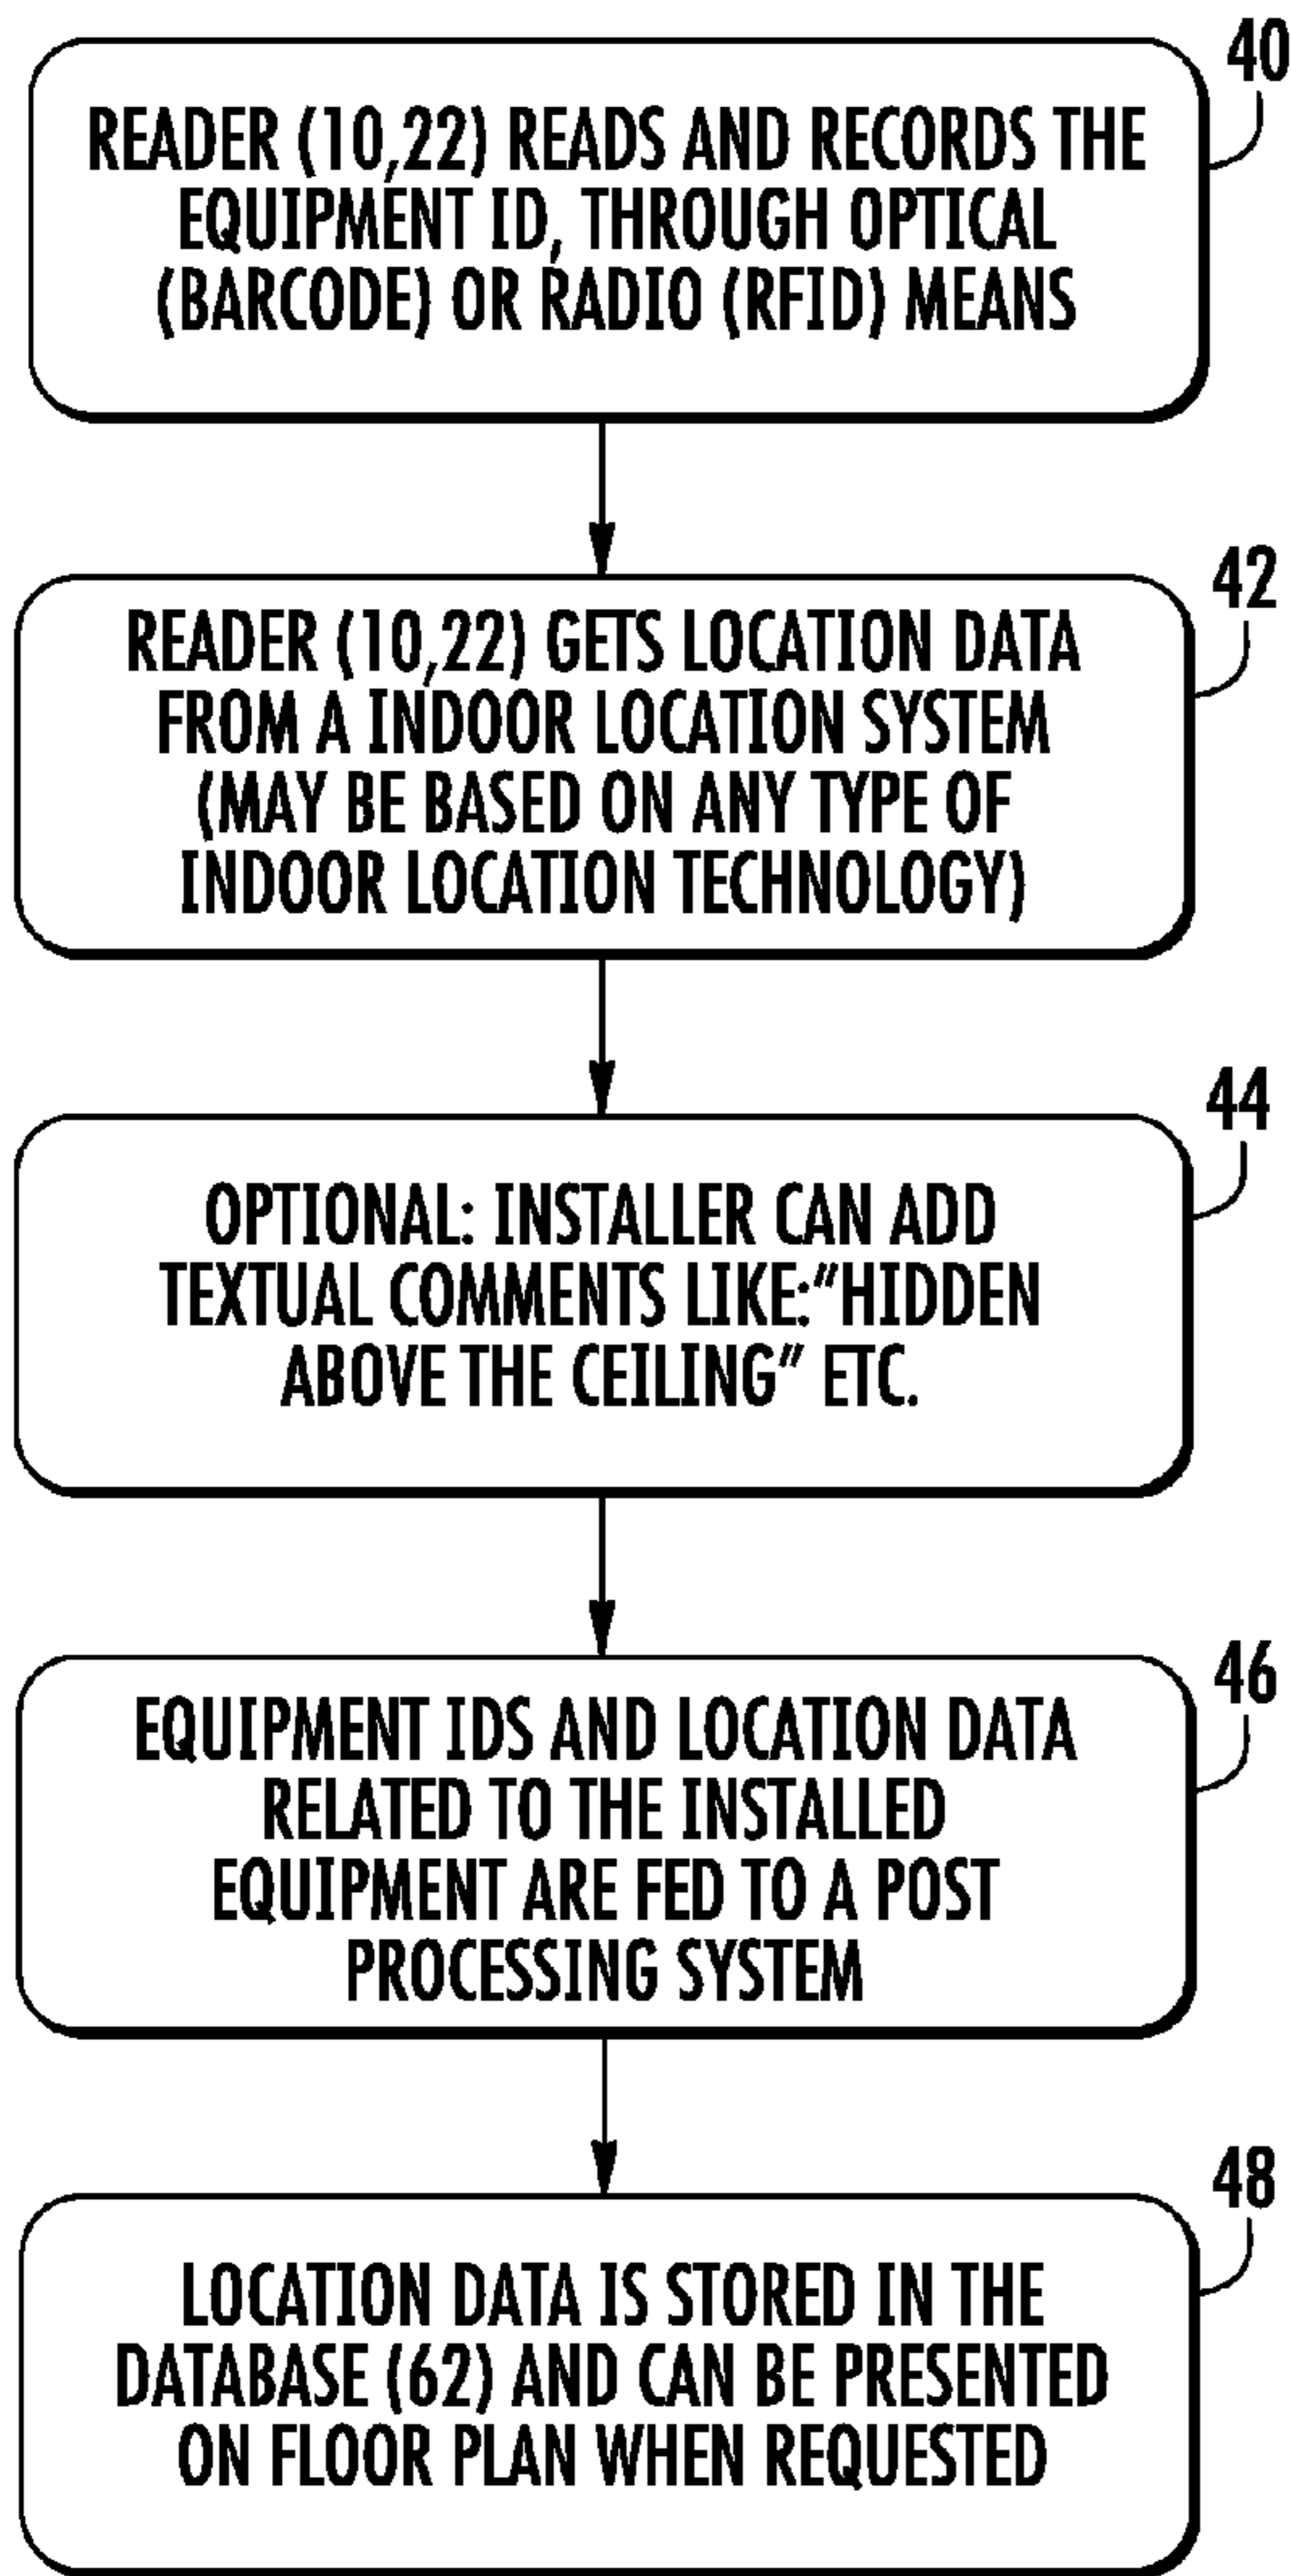 40
READER (10,22) READS AND RECORDS THE
EQUIPMENT ID, THROUGH OPTICAL
(BARCODE) OR RADIO (RFID) MEANS
42
READER (10,22) GETS LOCATION DATA
FROM A INDOOR LOCATION SYSTEM
(MAY BE BASED ON ANY TYPE OF
INDOOR LOCATION TECHNOLOGY)
44
OPTIONAL: INSTALLER CAN ADD
TEXTUAL COMMENTS LIKE:"HIDDEN
ABOVE THE CEILING" ETC.
46
EQUIPMENT IDS AND LOCATION DATA
RELATED TO THE INSTALLED
EQUIPMENT ARE FED TO A POST
PROCESSING SYSTEM
48
LOCATION DATA IS STORED IN THE
DATABASE (62) AND CAN BE PRESENTED
ON FLOOR PLAN WHEN REQUESTED